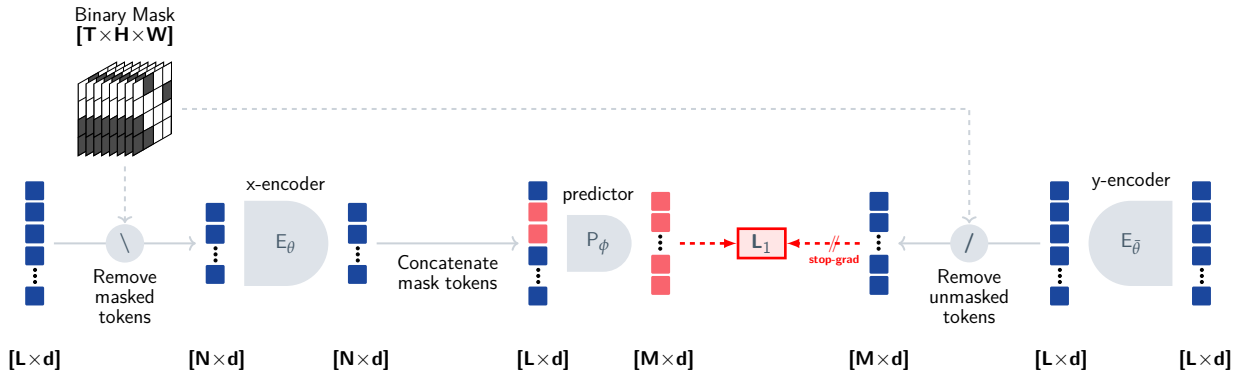 Binary Mask
[T×H×W]
x-encoder
predictor
y-encoder
\
E_θ
P_ϕ
L_1
stop-grad
/
E_θ̄
Remove
masked
tokens
Concatenate
mask tokens
Remove
unmasked
tokens
[L×d]
[N×d]
[N×d]
[L×d]
[M×d]
[M×d]
[L×d]
[L×d]